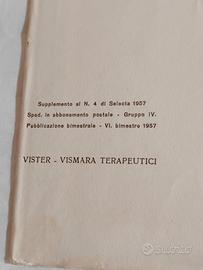 Supplemento al N. 4 di Selecta 1957
Sped. in abbonamento postale - Gruppo IV.
Pubblicazione bimestrale - VI. bimestre 1957
VISTER - VISMARA TERAPEUTICI
subito